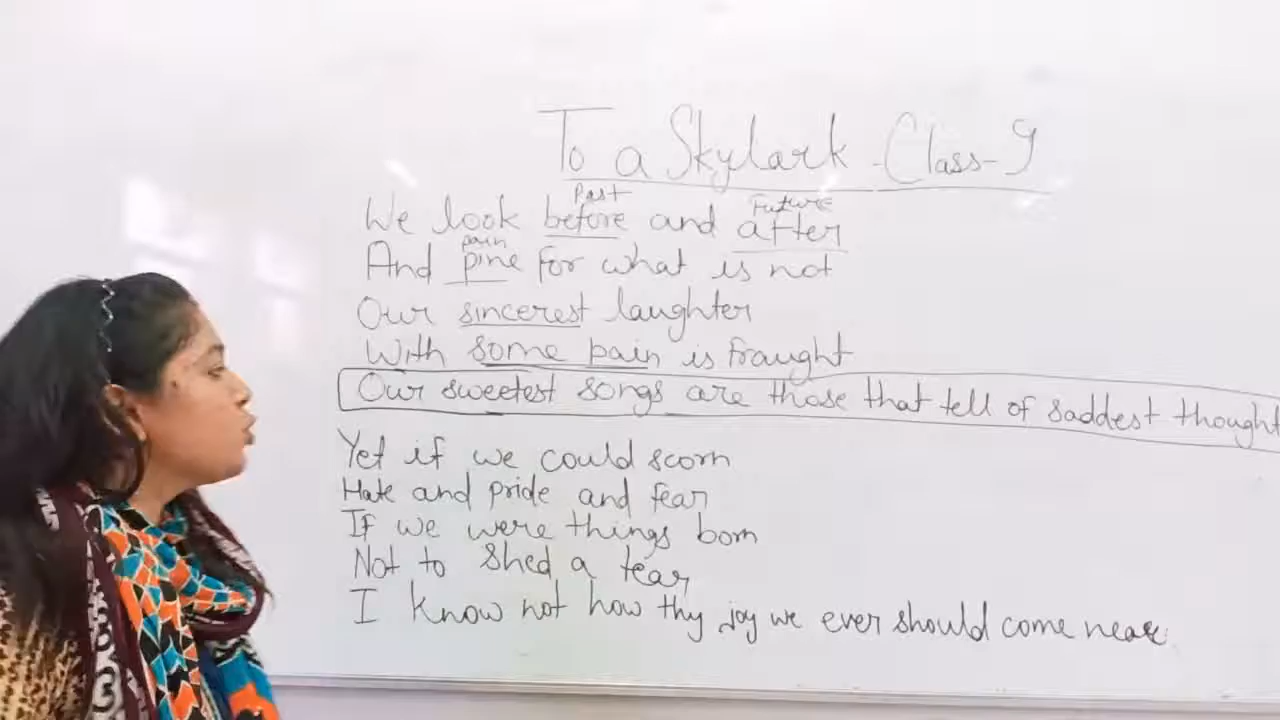 To a Skylark - Class-9
Past Future
We look before and after
pain
And pine for what is not
Our sincerest laughter
With some pain is fraught
Our sweetest songs are those that tell of saddest thought
Yet if we could scorn
Hate and pride and fear
If we were things born
Not to shed a tear
I know not how thy joy we ever should come near.